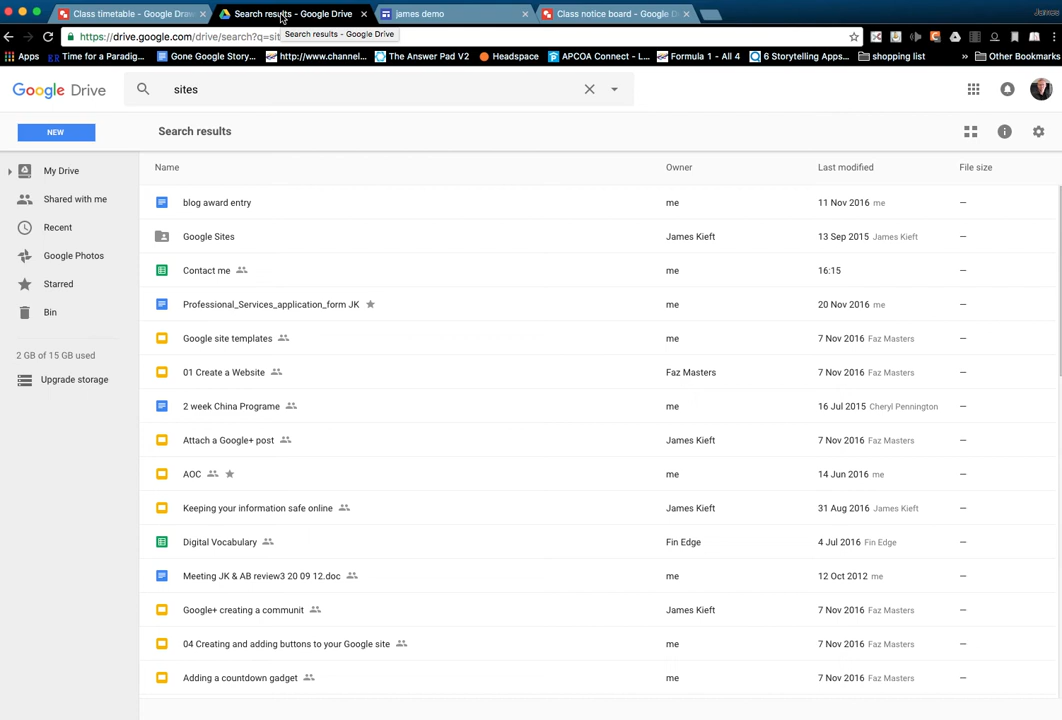 Class timetable - Google Draw
Search results - Google Drive
james demo
Class notice board - Google D
James
https://drive.google.com/drive/search?q=sit
Search results - Google Drive
Apps
Time for a Paradig...
Gone Google Story...
http://www.channel...
The Answer Pad V2
Headspace
APCOA Connect - L...
Formula 1 - All 4
6 Storytelling Apps...
shopping list
»
Other Bookmarks
Google Drive
sites
NEW
Search results
My Drive
Shared with me
Recent
Google Photos
Starred
Bin
2 GB of 15 GB used
Upgrade storage
Name Owner Last modified File size
blog award entry me 11 Nov 2016 me —
Google Sites James Kieft 13 Sep 2015 James Kieft —
Contact me me 16:15 —
Professional_Services_application_form JK me 20 Nov 2016 me —
Google site templates me 7 Nov 2016 Faz Masters —
01 Create a Website Faz Masters 7 Nov 2016 Faz Masters —
2 week China Programe me 16 Jul 2015 Cheryl Pennington —
Attach a Google+ post James Kieft 7 Nov 2016 Faz Masters —
AOC me 14 Jun 2016 me —
Keeping your information safe online James Kieft 31 Aug 2016 James Kieft —
Digital Vocabulary Fin Edge 4 Jul 2016 Fin Edge —
Meeting JK & AB review3 20 09 12.doc me 12 Oct 2012 me —
Google+ creating a communit James Kieft 7 Nov 2016 Faz Masters —
04 Creating and adding buttons to your Google site me 7 Nov 2016 Faz Masters —
Adding a countdown gadget me 7 Nov 2016 Faz Masters —